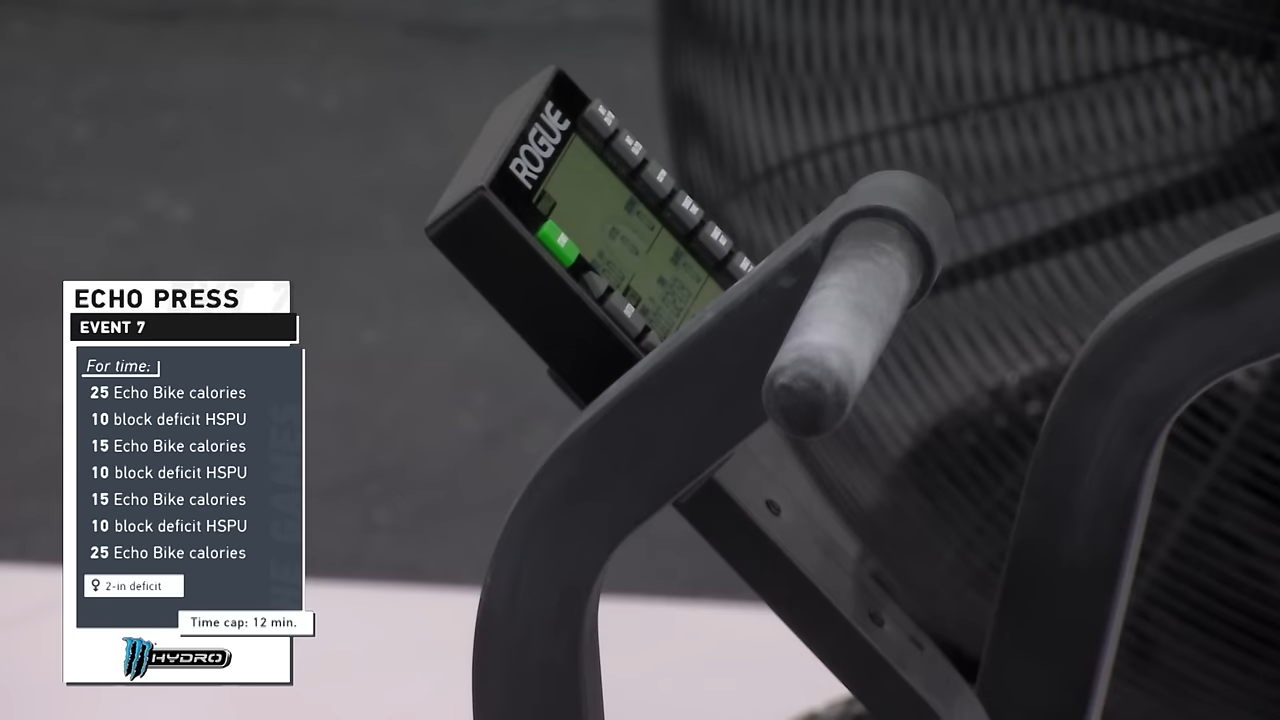 ROGUE
ECHO PRESS
EVENT 7
For time:
25 Echo Bike calories
10 block deficit HSPU
15 Echo Bike calories
10 block deficit HSPU
15 Echo Bike calories
10 block deficit HSPU
25 Echo Bike calories
♀ 2-in deficit
Time cap: 12 min.
HYDRO